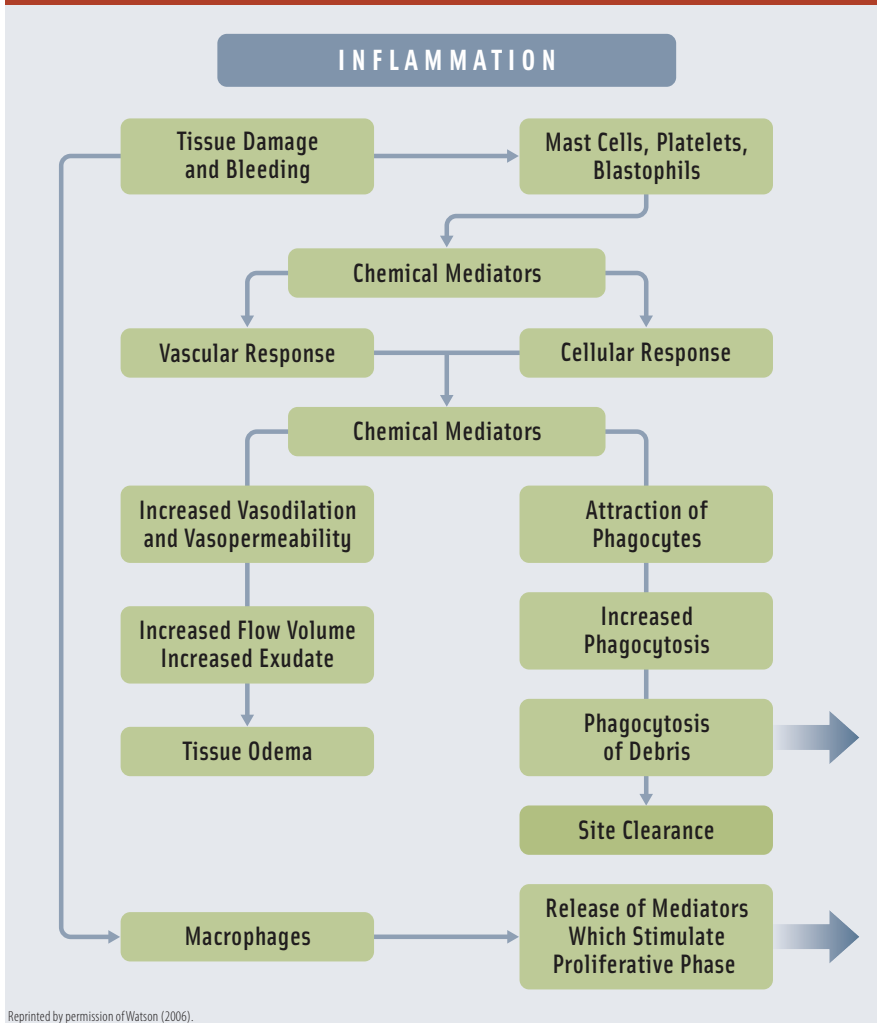 INFLAMMATION
Tissue Damage
and Bleeding
Mast Cells, Platelets,
Blastophils
Chemical Mediators
Vascular Response
Cellular Response
Chemical Mediators
Increased Vasodilation
and Vasopermeability
Attraction of
Phagocytes
Increased Flow Volume
Increased Exudate
Increased
Phagocytosis
Tissue Odema
Phagocytosis
of Debris
Site Clearance
Macrophages
Release of Mediators
Which Stimulate
Proliferative Phase
Reprinted by permission of Watson (2006).